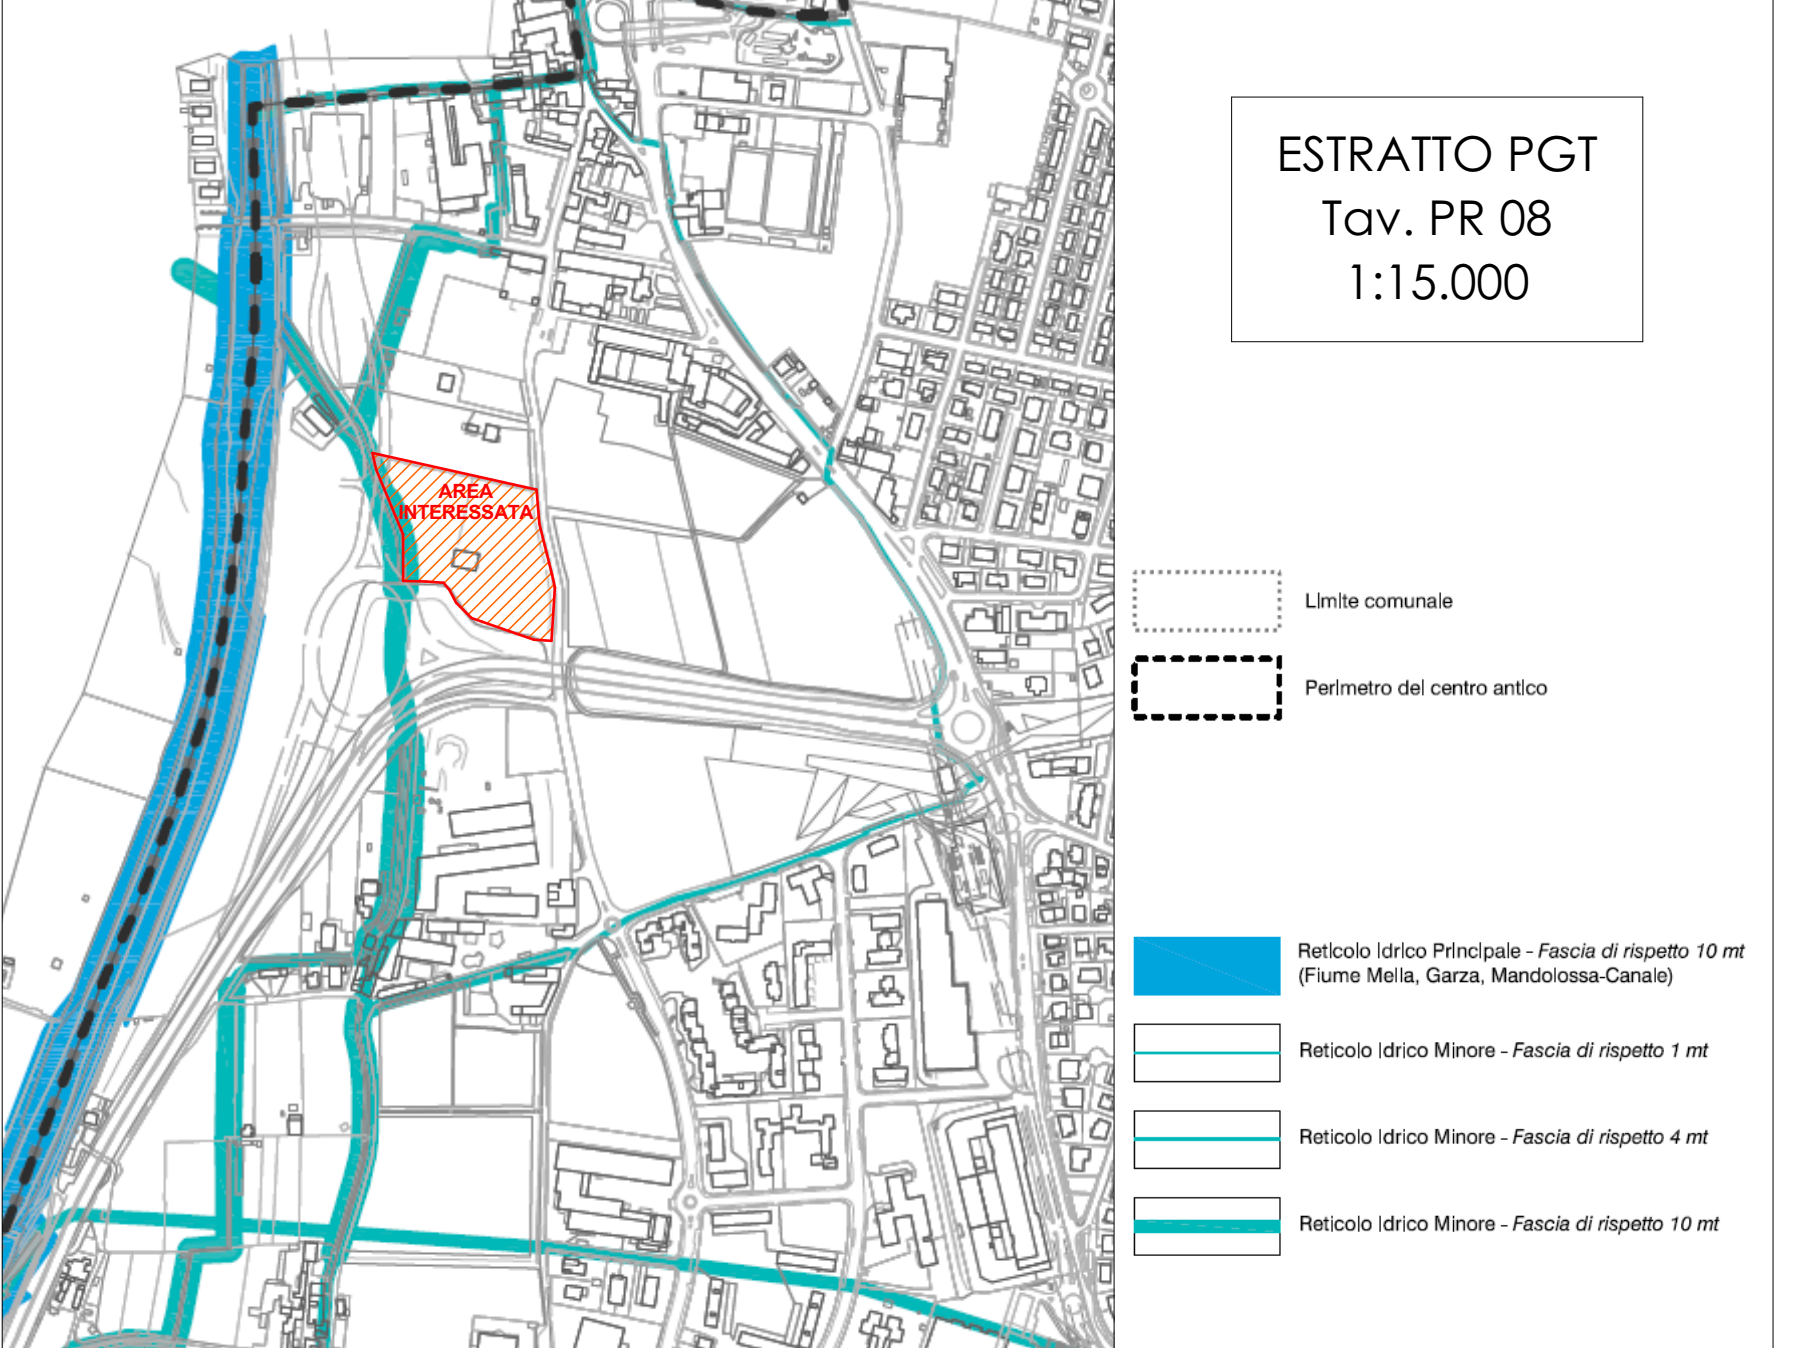 ESTRATTO PGT
Tav. PR 08
1:15.000
AREA
INTERESSATA
Limite comunale
Perimetro del centro antico
Reticolo Idrico Principale - Fascia di rispetto 10 mt
(Fiume Mella, Garza, Mandolossa-Canale)
Reticolo Idrico Minore - Fascia di rispetto 1 mt
Reticolo Idrico Minore - Fascia di rispetto 4 mt
Reticolo Idrico Minore - Fascia di rispetto 10 mt